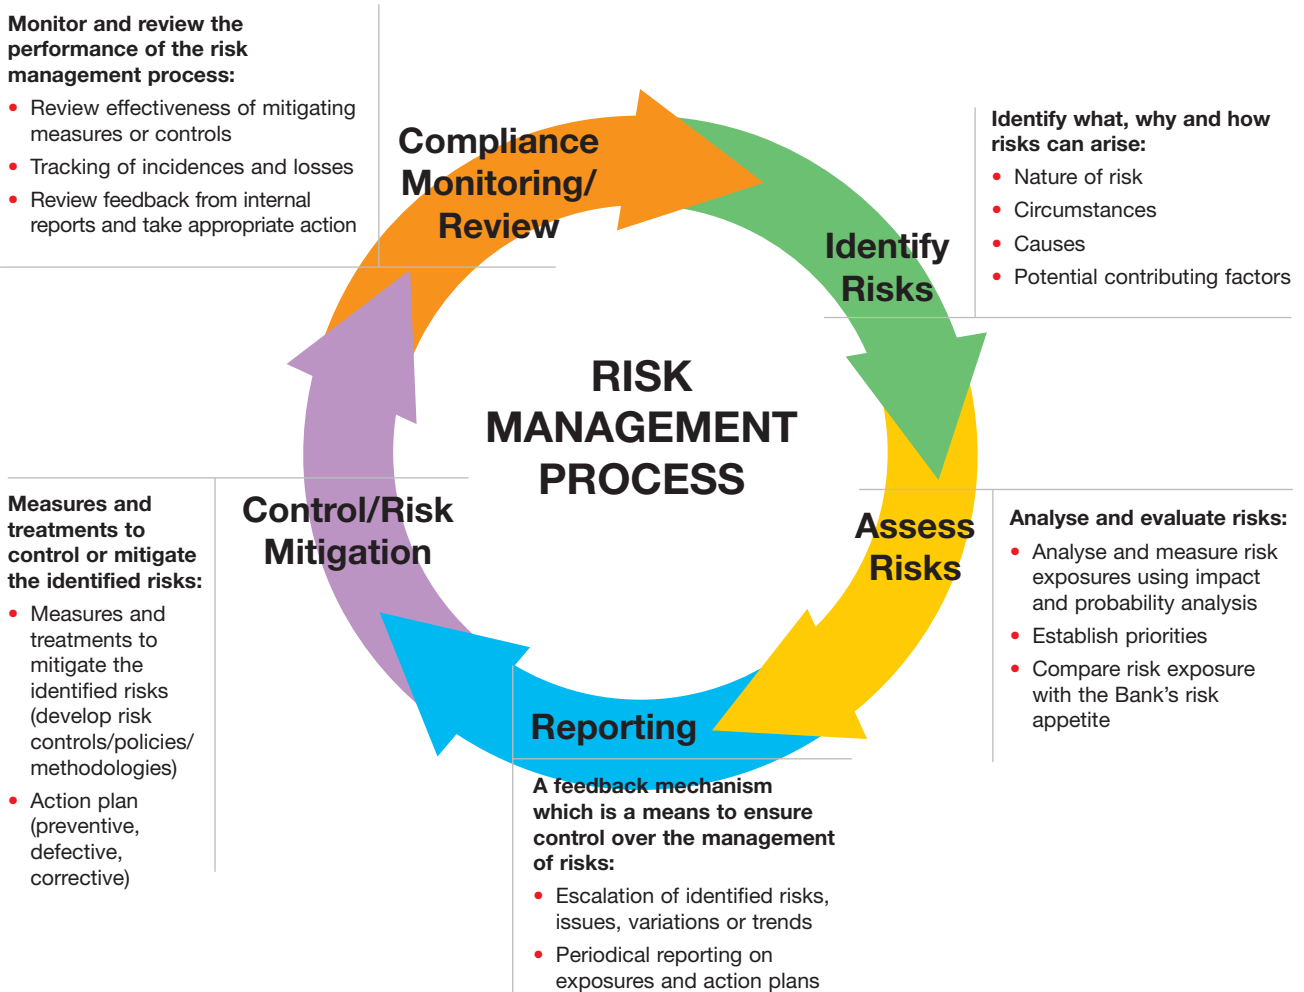 Monitor and review the
performance of the risk
management process:
• Review effectiveness of mitigating
measures or controls
• Tracking of incidences and losses
• Review feedback from internal
reports and take appropriate action
Compliance
Monitoring/
Review
Identify
Risks
Identify what, why and how
risks can arise:
• Nature of risk
• Circumstances
• Causes
• Potential contributing factors
RISK
MANAGEMENT
PROCESS
Assess
Risks
Analyse and evaluate risks:
• Analyse and measure risk
exposures using impact
and probability analysis
• Establish priorities
• Compare risk exposure
with the Bank’s risk
appetite
Reporting
A feedback mechanism
which is a means to ensure
control over the management
of risks:
• Escalation of identified risks,
issues, variations or trends
• Periodical reporting on
exposures and action plans
Control/Risk
Mitigation
Measures and
treatments to
control or mitigate
the identified risks:
• Measures and
treatments to
mitigate the
identified risks
(develop risk
controls/policies/
methodologies)
• Action plan
(preventive,
defective,
corrective)